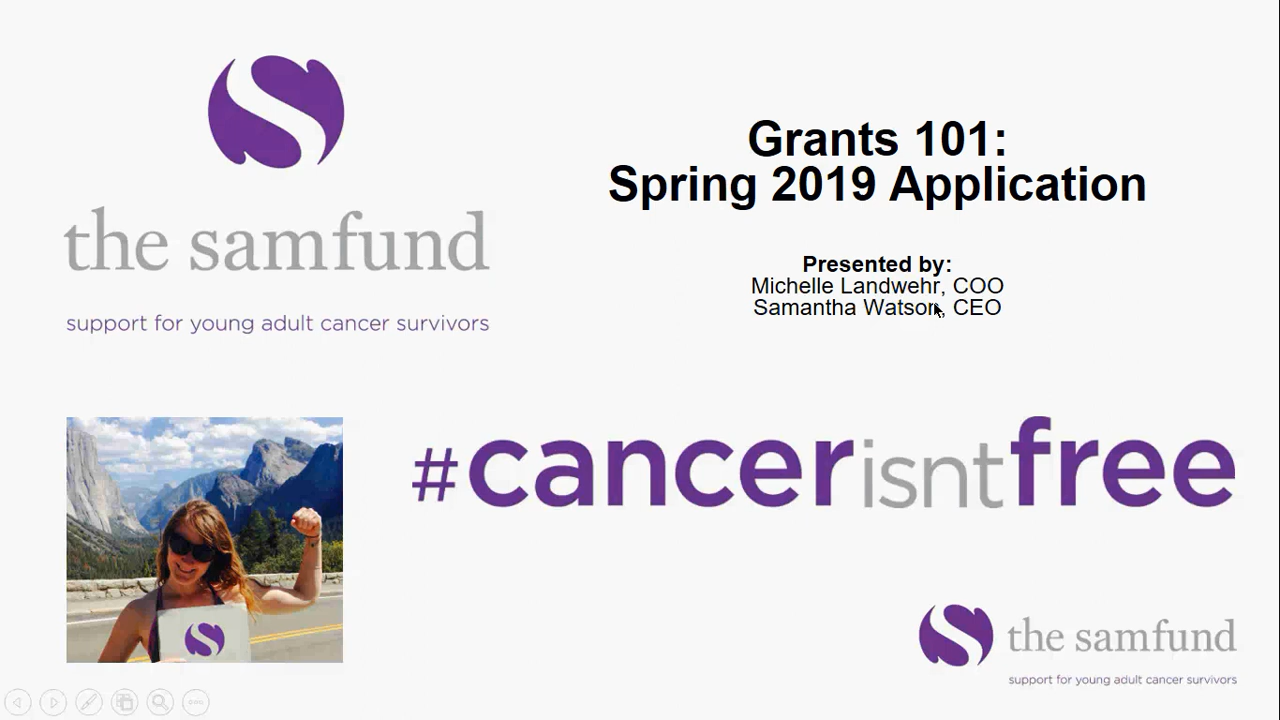 the samfund
support for young adult cancer survivors
Grants 101:
Spring 2019 Application
Presented by:
Michelle Landwehr, COO
Samantha Watson, CEO
#cancerisntfree
the samfund
support for young adult cancer survivors